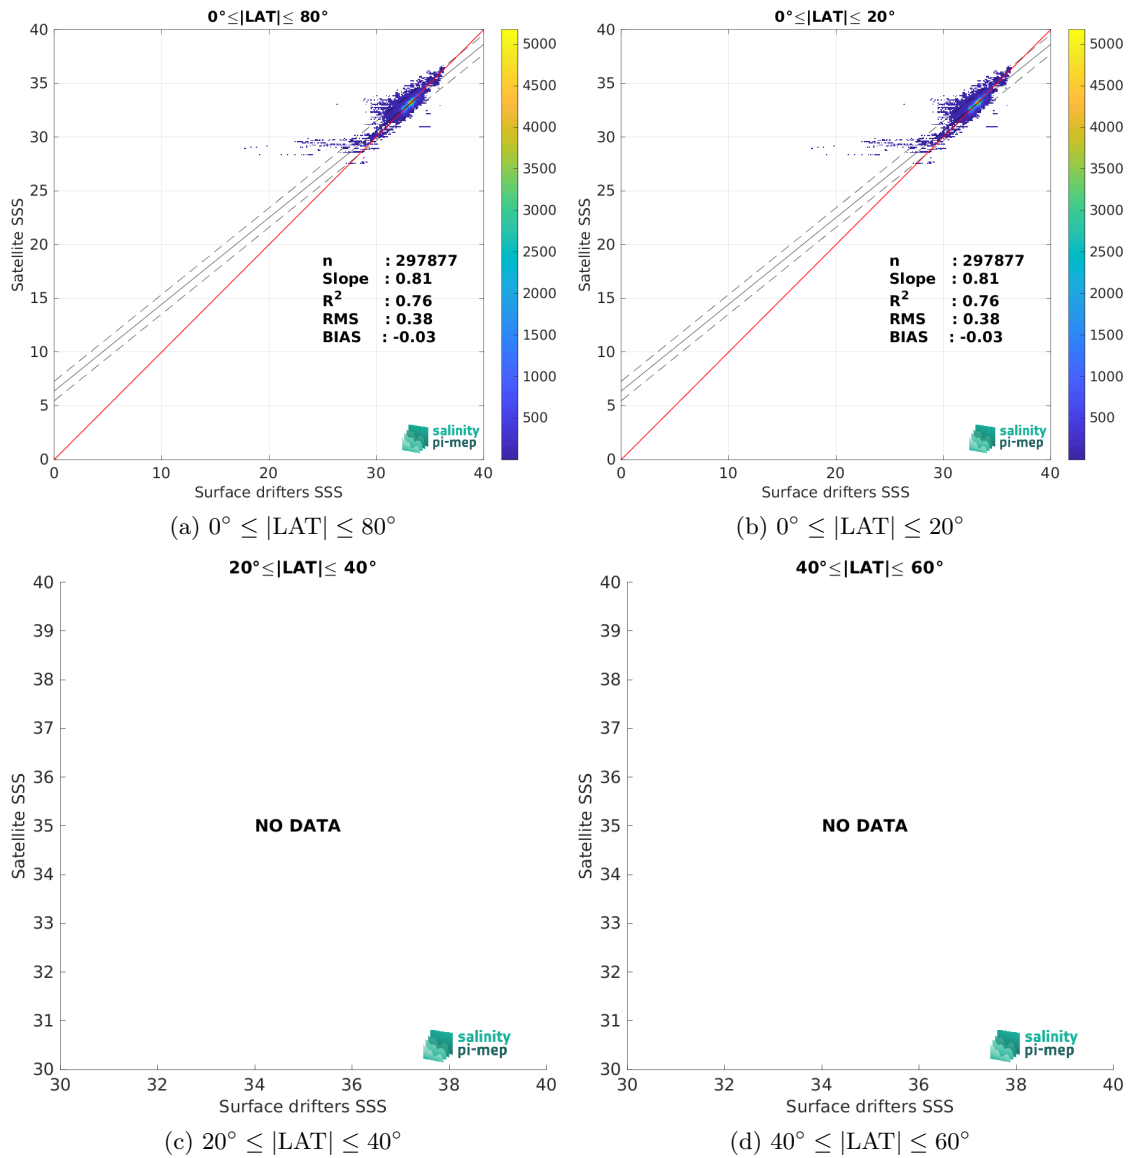 0°≤|LAT|≤ 80°
40
35
30
25
20
15
10
5
0
Satellite SSS
n : 297877
Slope : 0.81
R² : 0.76
RMS : 0.38
BIAS : -0.03
salinity
pi-mep
0 10 20 30 40
Surface drifters SSS
5000
4000
3000
2000
1000
500
(a) 0° ≤ |LAT| ≤ 80°
0°≤|LAT|≤ 20°
40
35
30
25
20
15
10
5
0
Satellite SSS
n : 297877
Slope : 0.81
R² : 0.76
RMS : 0.38
BIAS : -0.03
salinity
pi-mep
0 10 20 30 40
Surface drifters SSS
5000
4000
3000
2000
1000
500
(b) 0° ≤ |LAT| ≤ 20°
20°≤|LAT|≤ 40°
40
39
38
37
36
35
34
33
32
31
30
Satellite SSS
NO DATA
salinity
pi-mep
30 32 34 36 38 40
Surface drifters SSS
(c) 20° ≤ |LAT| ≤ 40°
40°≤|LAT|≤ 60°
40
39
38
37
36
35
34
33
32
31
30
Satellite SSS
NO DATA
salinity
pi-mep
30 32 34 36 38 40
Surface drifters SSS
(d) 40° ≤ |LAT| ≤ 60°